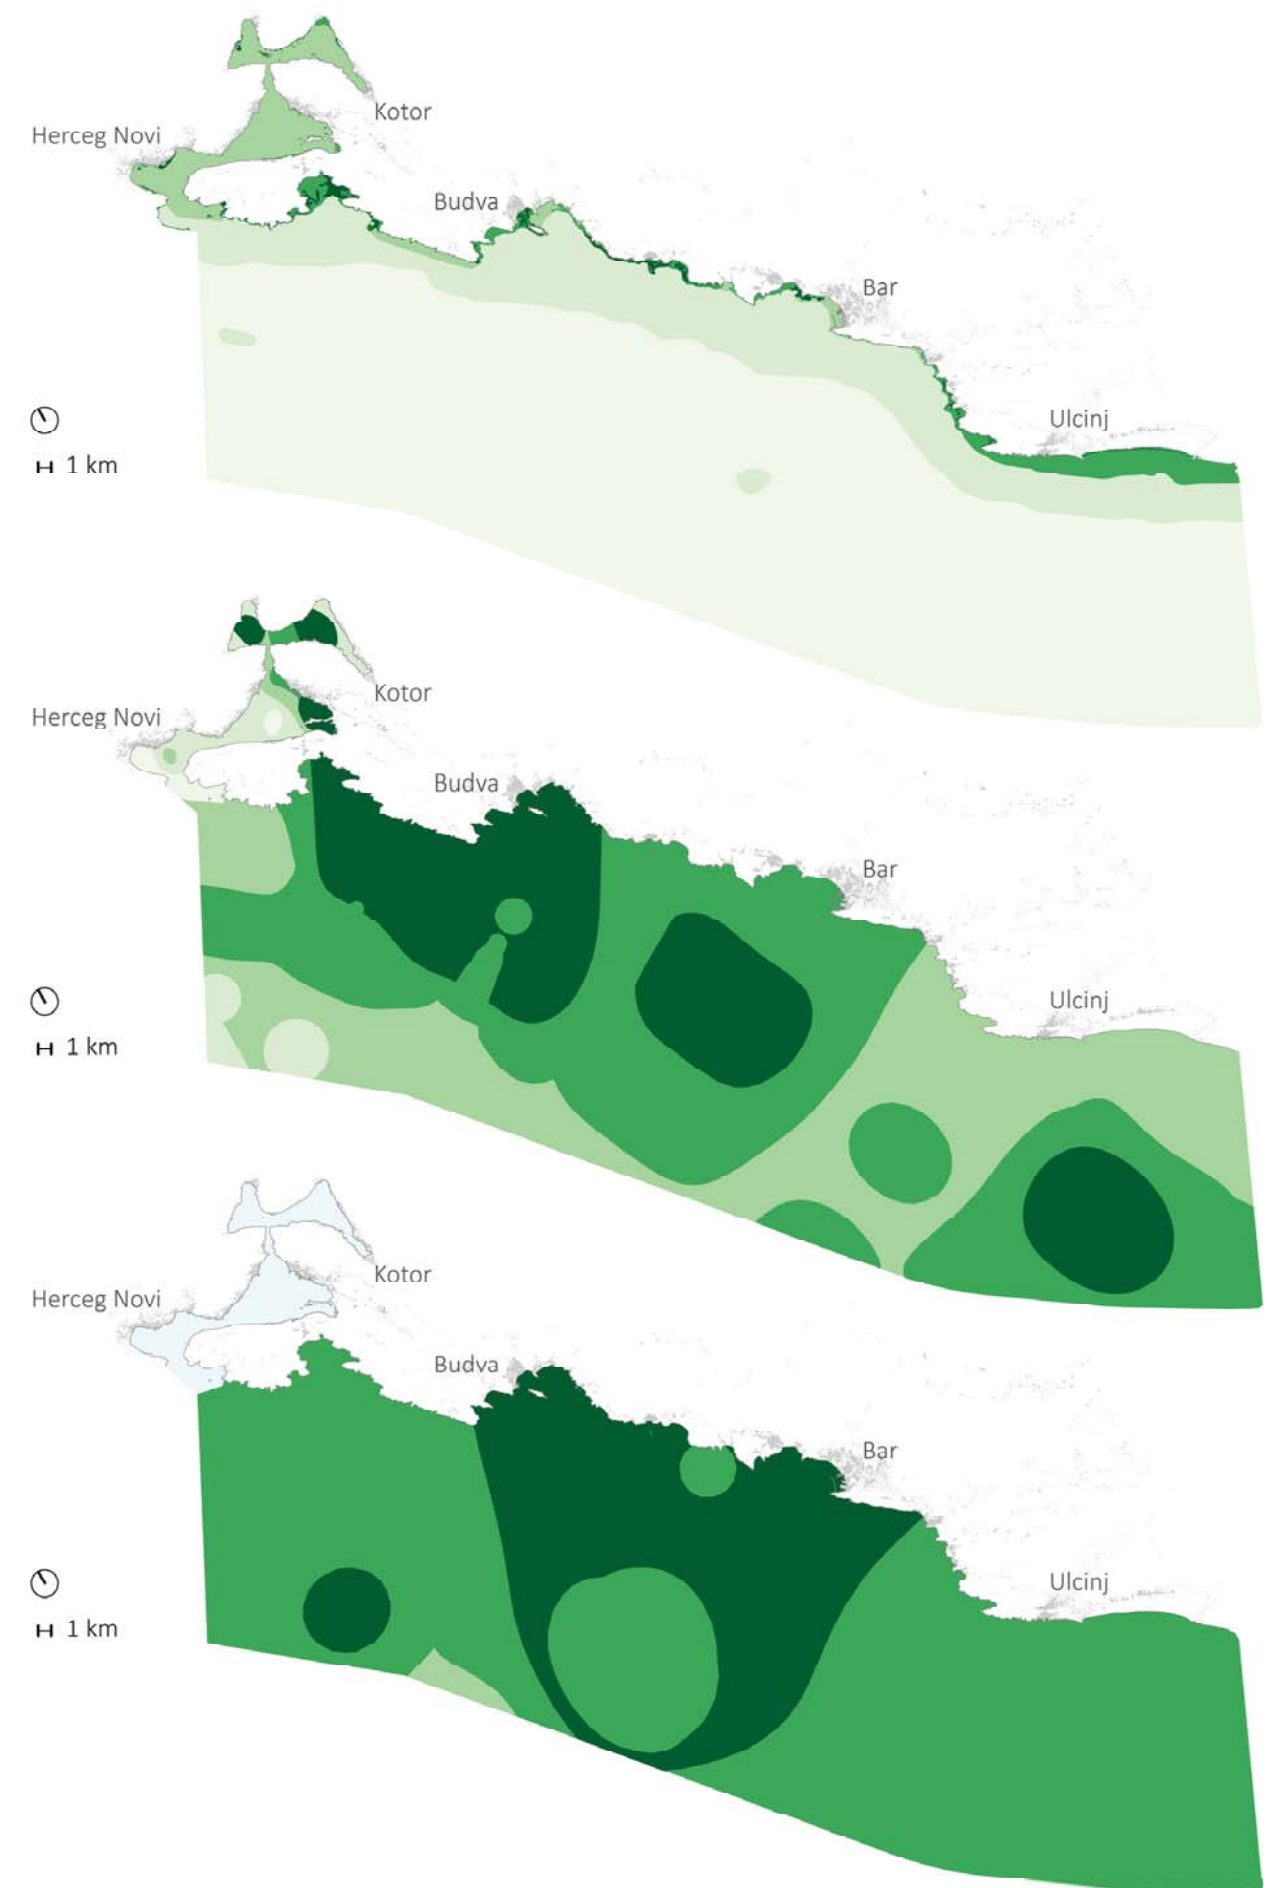 Kotor
Herceg Novi
Budva
Bar
Ulcinj
1 km
Kotor
Herceg Novi
Budva
Bar
Ulcinj
1 km
Kotor
Herceg Novi
Budva
Bar
Ulcinj
1 km